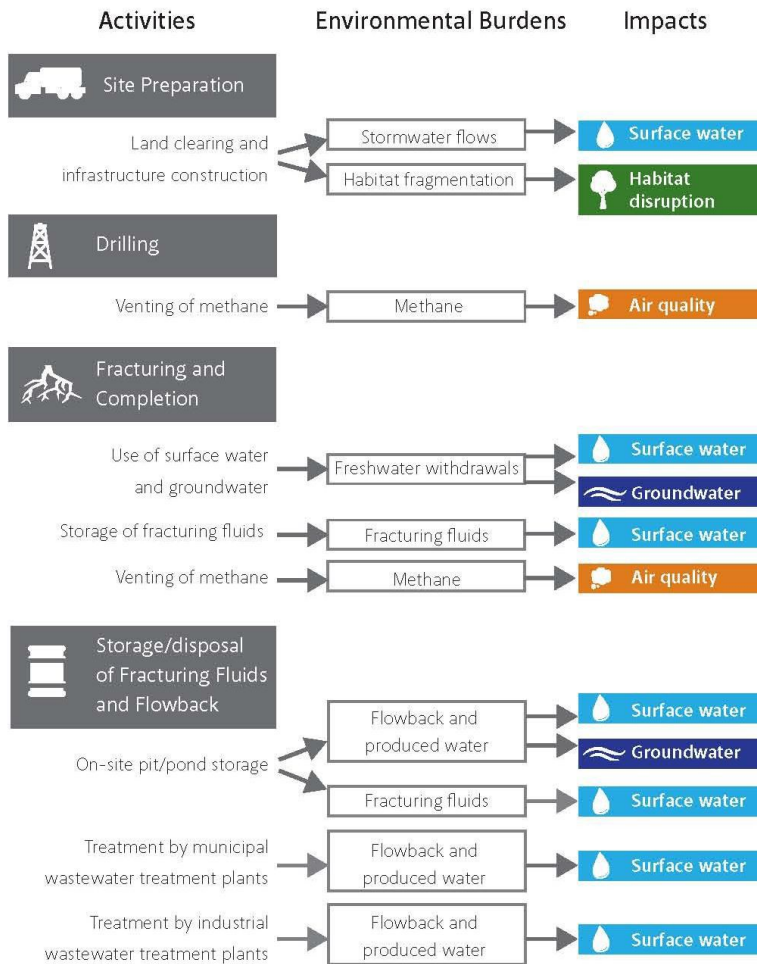 Activities Environmental Burdens Impacts
Site Preparation
Land clearing and
infrastructure construction
Stormwater flows
Surface water
Habitat fragmentation
Habitat
disruption
Drilling
Venting of methane
Methane
Air quality
Fracturing and
Completion
Use of surface water
and groundwater
Freshwater withdrawals
Surface water
Groundwater
Storage of fracturing fluids
Fracturing fluids
Surface water
Venting of methane
Methane
Air quality
Storage/disposal
of Fracturing Fluids
and Flowback
On-site pit/pond storage
Flowback and
produced water
Surface water
Groundwater
Fracturing fluids
Surface water
Treatment by municipal
wastewater treatment plants
Flowback and
produced water
Surface water
Treatment by industrial
wastewater treatment plants
Flowback and
produced water
Surface water